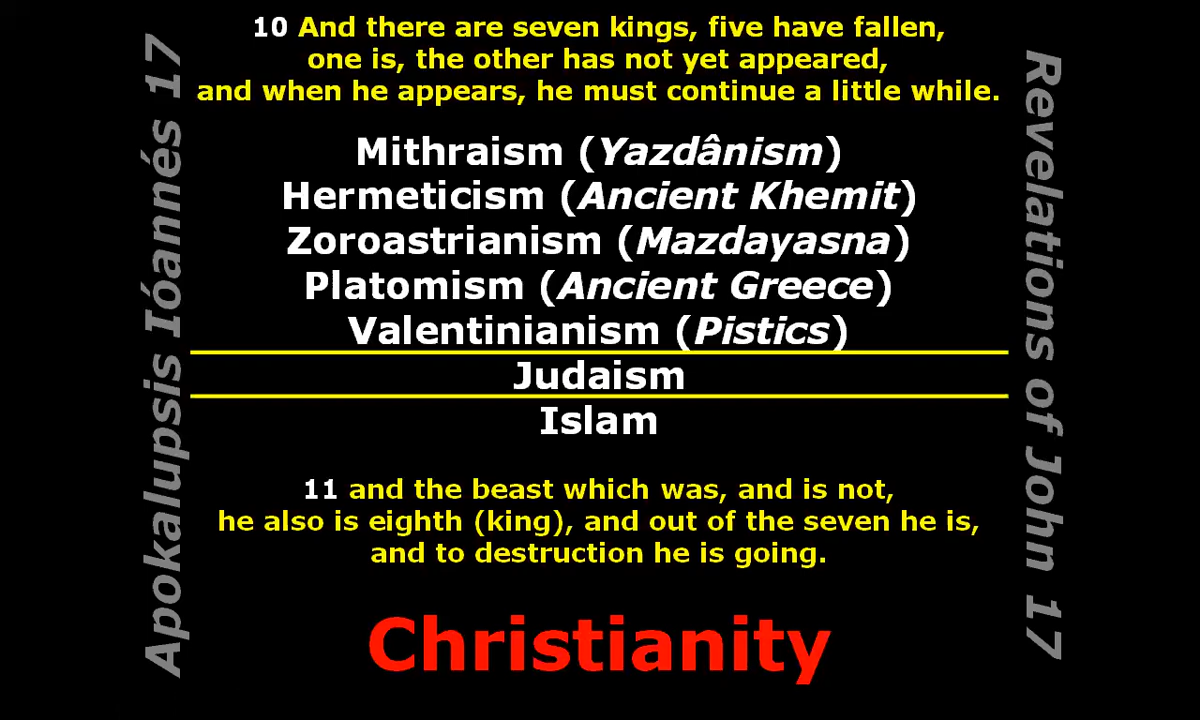 10 And there are seven kings, five have fallen,
one is, the other has not yet appeared,
and when he appears, he must continue a little while.
Apokalupsis Ióannés 17
Revelations of John 17
Mithraism (Yazdânism)
Hermeticism (Ancient Khemit)
Zoroastrianism (Mazdayasna)
Platomism (Ancient Greece)
Valentinianism (Pistics)
Judaism
Islam
11 and the beast which was, and is not,
he also is eighth (king), and out of the seven he is,
and to destruction he is going.
Christianity